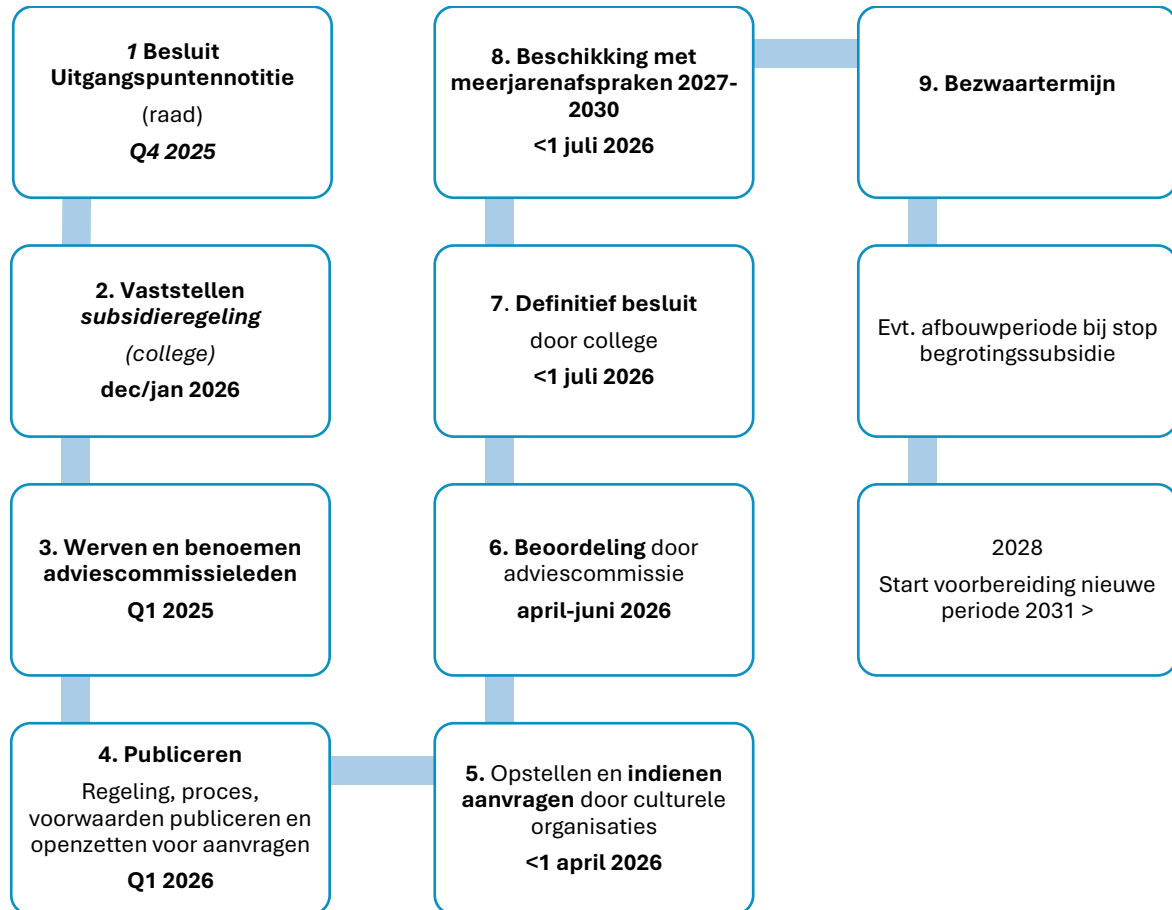 1 Besluit
Uitgangspuntennotitie
(raad)
Q4 2025
2. Vaststellen
subsidieregeling
(college)
dec/jan 2026
3. Werven en benoemen
adviescommissieleden
Q1 2025
4. Publiceren
Regeling, proces,
voorwaarden publiceren en
openzetten voor aanvragen
Q1 2026
5. Opstellen en indienen
aanvragen door culturele
organisaties
<1 april 2026
6. Beoordeling door
adviescommissie
april-juni 2026
7. Definitief besluit
door college
<1 juli 2026
8. Beschikking met
meerjarenafspraken 2027-
2030
<1 juli 2026
9. Bezwaartermijn
Evt. afbouwperiode bij stop
begrotingssubsidie
2028
Start voorbereiding nieuwe
periode 2031 >